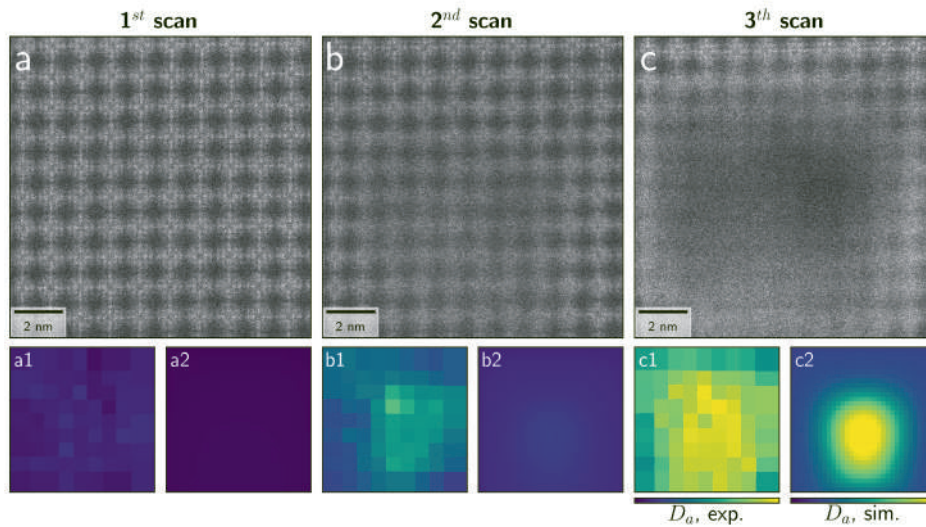 1st scan
2nd scan
3th scan
a
b
c
2 nm
2 nm
2 nm
a1
a2
b1
b2
c1
c2
Da, exp.
Da, sim.